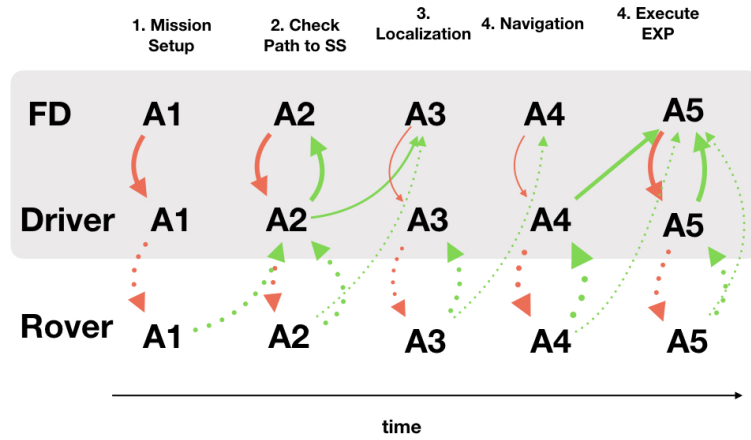 1. Mission
Setup
2. Check
Path to SS
3.
Localization
4. Navigation
4. Execute
EXP
FD A1 A2 A3 A4 A5
Driver A1 A2 A3 A4 A5
Rover A1 A2 A3 A4 A5
time